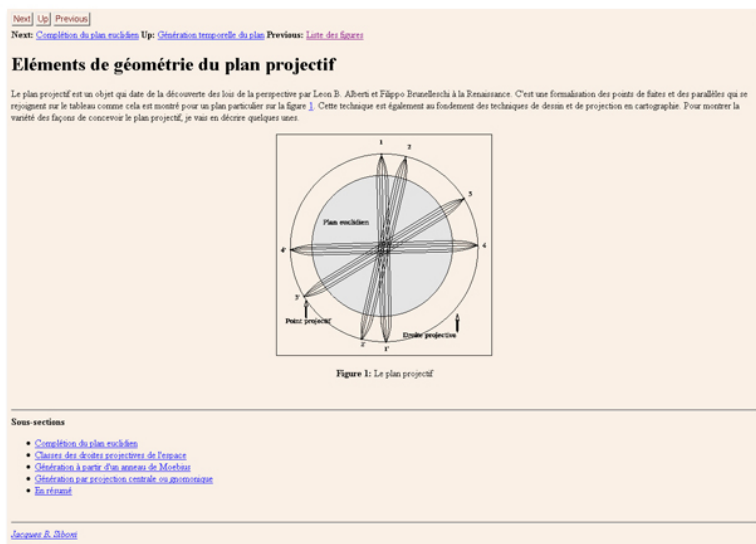 Next Up Previous
Next: Complétion du plan euclidien Up: Génération temporelle du plan Previous: Liste des figures
Eléments de géométrie du plan projectif
Le plan projectif est un objet qui date de la découverte des lois de la perspective par Leon B. Alberti et Filippo Brunelleschi à la Renaissance. C'est une formalisation des points de fuites et des parallèles qui se
rejoignent sur le tableau comme cela est montré pour un plan particulier sur la figure 1. Cette technique est également au fondement des techniques de dessin et de projection en cartographie. Pour montrer la
variété des façons de concevoir le plan projectif, je vais en décrire quelques unes.
1
2
3
Plan euclidien
4'
4
3'
Point projectif
Droite projective
2'
1'
Figure 1: Le plan projectif
Sous-sections
• Complétion du plan euclidien
• Classes des droites projectives de l'espace
• Génération à partir d'un anneau de Moebius
• Génération par projection centrale ou gnomonique
• En résumé
Jacques B. Siboni